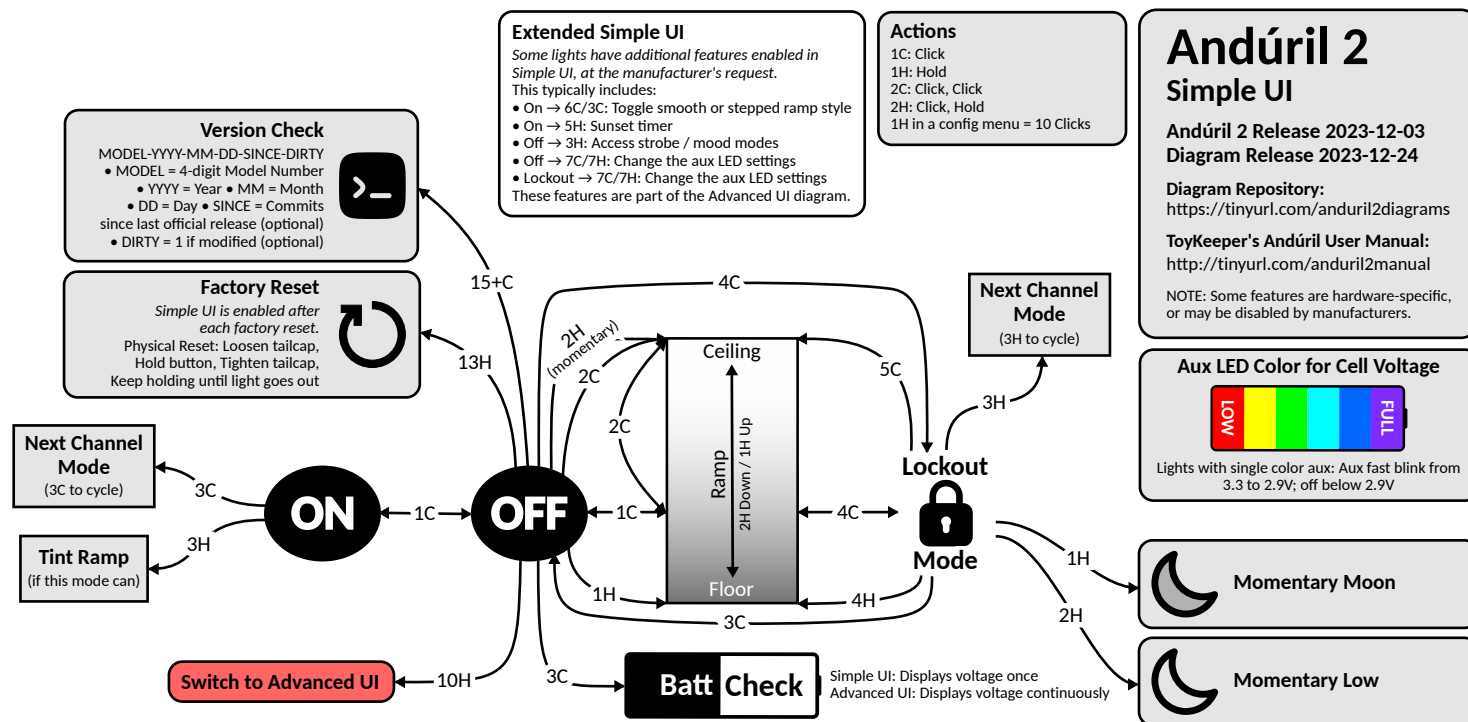 Extended Simple UI
Some lights have additional features enabled in
Simple UI, at the manufacturer's request.
This typically includes:
• On → 6C/3C: Toggle smooth or stepped ramp style
• On → 5H: Sunset timer
• Off → 3H: Access strobe / mood modes
• Off → 7C/7H: Change the aux LED settings
• Lockout → 7C/7H: Change the aux LED settings
These features are part of the Advanced UI diagram.
Actions
1C: Click
1H: Hold
2C: Click, Click
2H: Click, Hold
1H in a config menu = 10 Clicks
Andúril 2
Simple UI
Andúril 2 Release 2023-12-03
Diagram Release 2023-12-24
Diagram Repository:
https://tinyurl.com/anduril2diagrams
ToyKeeper's Andúril User Manual:
http://tinyurl.com/anduril2manual
NOTE: Some features are hardware-specific,
or may be disabled by manufacturers.
Version Check
MODEL-YYYY-MM-DD-SINCE-DIRTY
• MODEL = 4-digit Model Number
• YYYY = Year • MM = Month
• DD = Day • SINCE = Commits
since last official release (optional)
• DIRTY = 1 if modified (optional)
Factory Reset
Simple UI is enabled after
each factory reset.
Physical Reset: Loosen tailcap,
Hold button, Tighten tailcap,
Keep holding until light goes out
15+C
13H
4C
2H
(momentary)
2C
2C
Ceiling
Ramp
2H Down / 1H Up
Floor
5C
Next Channel
Mode
(3H to cycle)
3H
Aux LED Color for Cell Voltage
LOW
FULL
Lights with single color aux: Aux fast blink from
3.3 to 2.9V; off below 2.9V
Next Channel
Mode
(3C to cycle)
3C
3H
Tint Ramp
(if this mode can)
ON
1C
OFF
1C
4C
Lockout
Mode
1H
4H
3C
1H
2H
Momentary Moon
Momentary Low
Switch to Advanced UI
10H
3C
Batt Check
Simple UI: Displays voltage once
Advanced UI: Displays voltage continuously